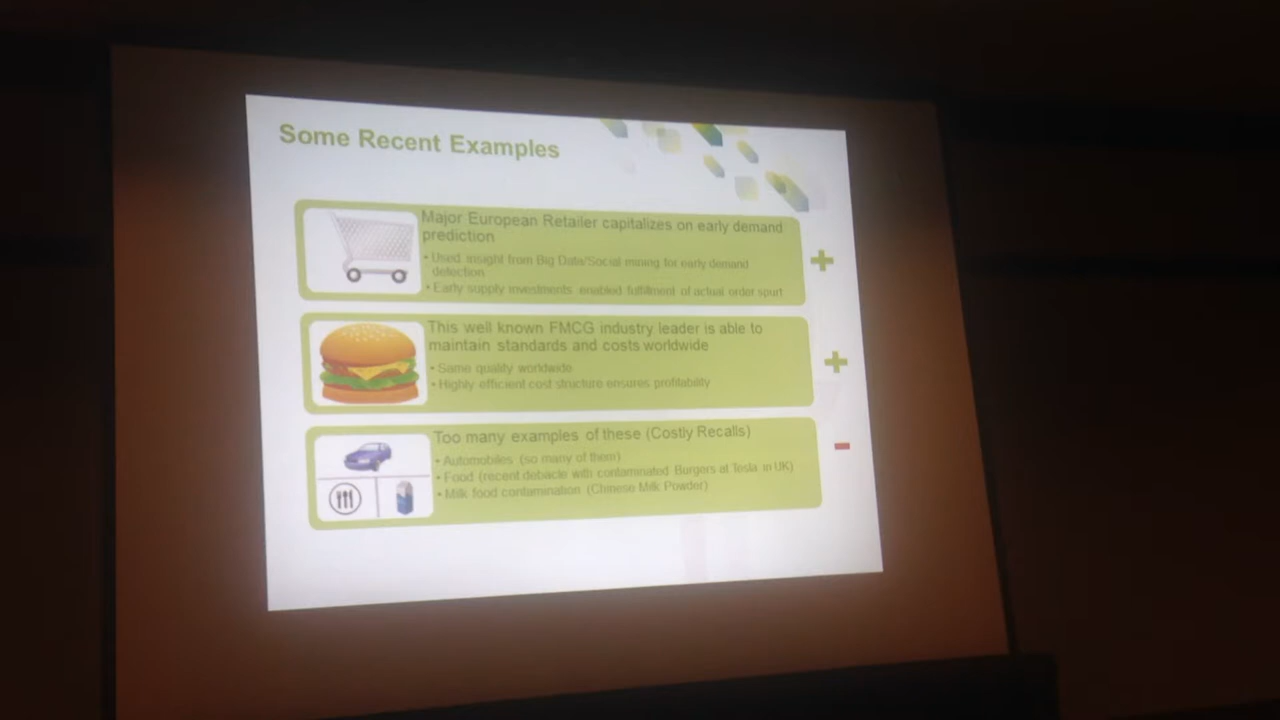 Some Recent Examples
Major European Retailer capitalizes on early demand
prediction
• Used insight from Big Data/Social mining for early demand
detection
• Early supply investments enabled fulfillment of actual order spurt
This well known FMCG industry leader is able to
maintain standards and costs worldwide
• Same quality worldwide
• Highly efficient cost structure ensures profitability
Too many examples of these (Costly Recalls)
• Automobiles (so many of them)
• Food (recent debacle with contaminated Burgers at Tesla in UK)
• Milk food contamination (Chinese Milk Powder)